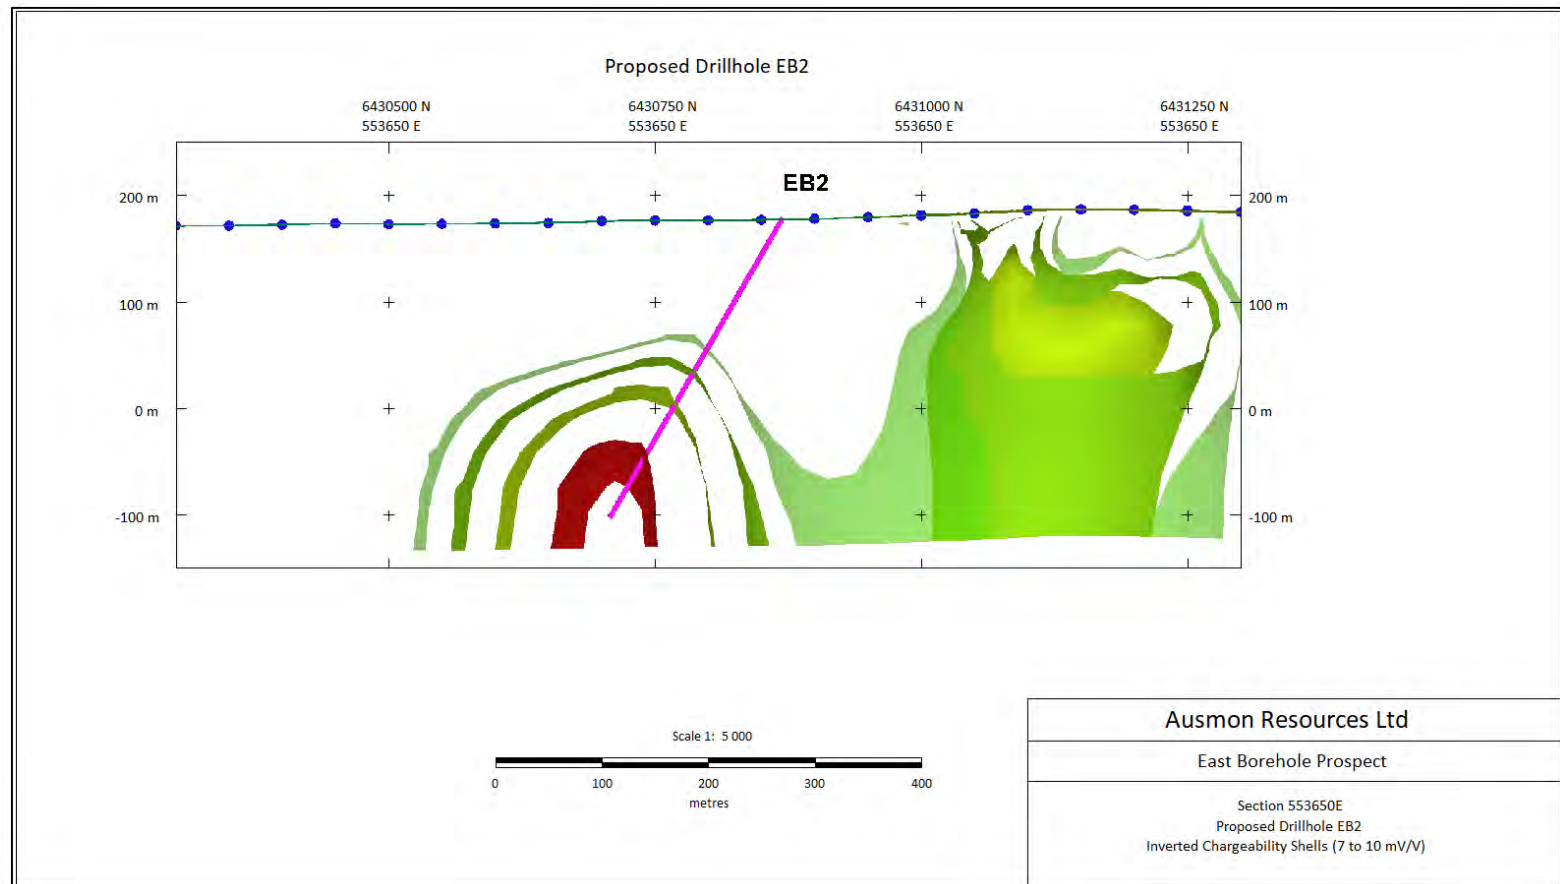 Proposed Drillhole EB2
6430500 N 6430750 N 6431000 N 6431250 N
553650 E 553650 E 553650 E 553650 E
EB2
200 m 200 m
100 m 100 m
0 m 0 m
-100 m -100 m
Scale 1: 5 000
0 100 200 300 400
metres
Ausmon Resources Ltd
East Borehole Prospect
Section 553650E
Proposed Drillhole EB2
Inverted Chargeability Shells (7 to 10 mV/V)